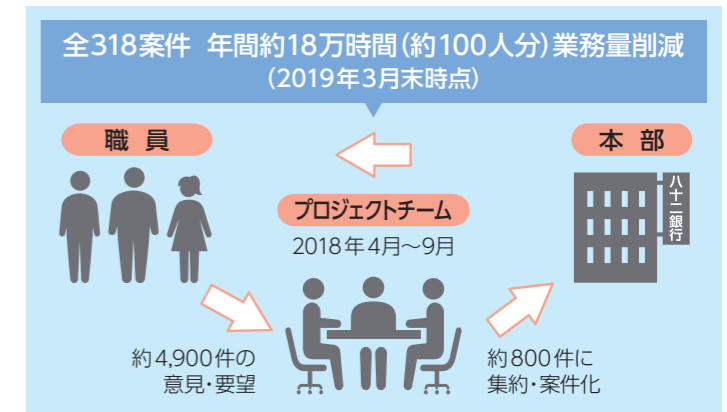 全318案件 年間約18万時間(約100人分)業務量削減
(2019年3月末時点)
職 員
本 部
八十二銀行
プロジェクトチーム
2018年4月～9月
約4,900件の
意見・要望
約800件に
集約・案件化